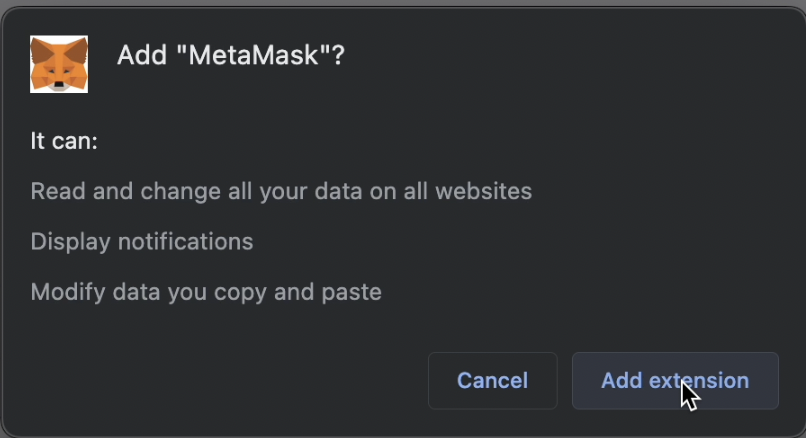 Add "MetaMask"?
It can:
Read and change all your data on all websites
Display notifications
Modify data you copy and paste
Cancel
Add extension